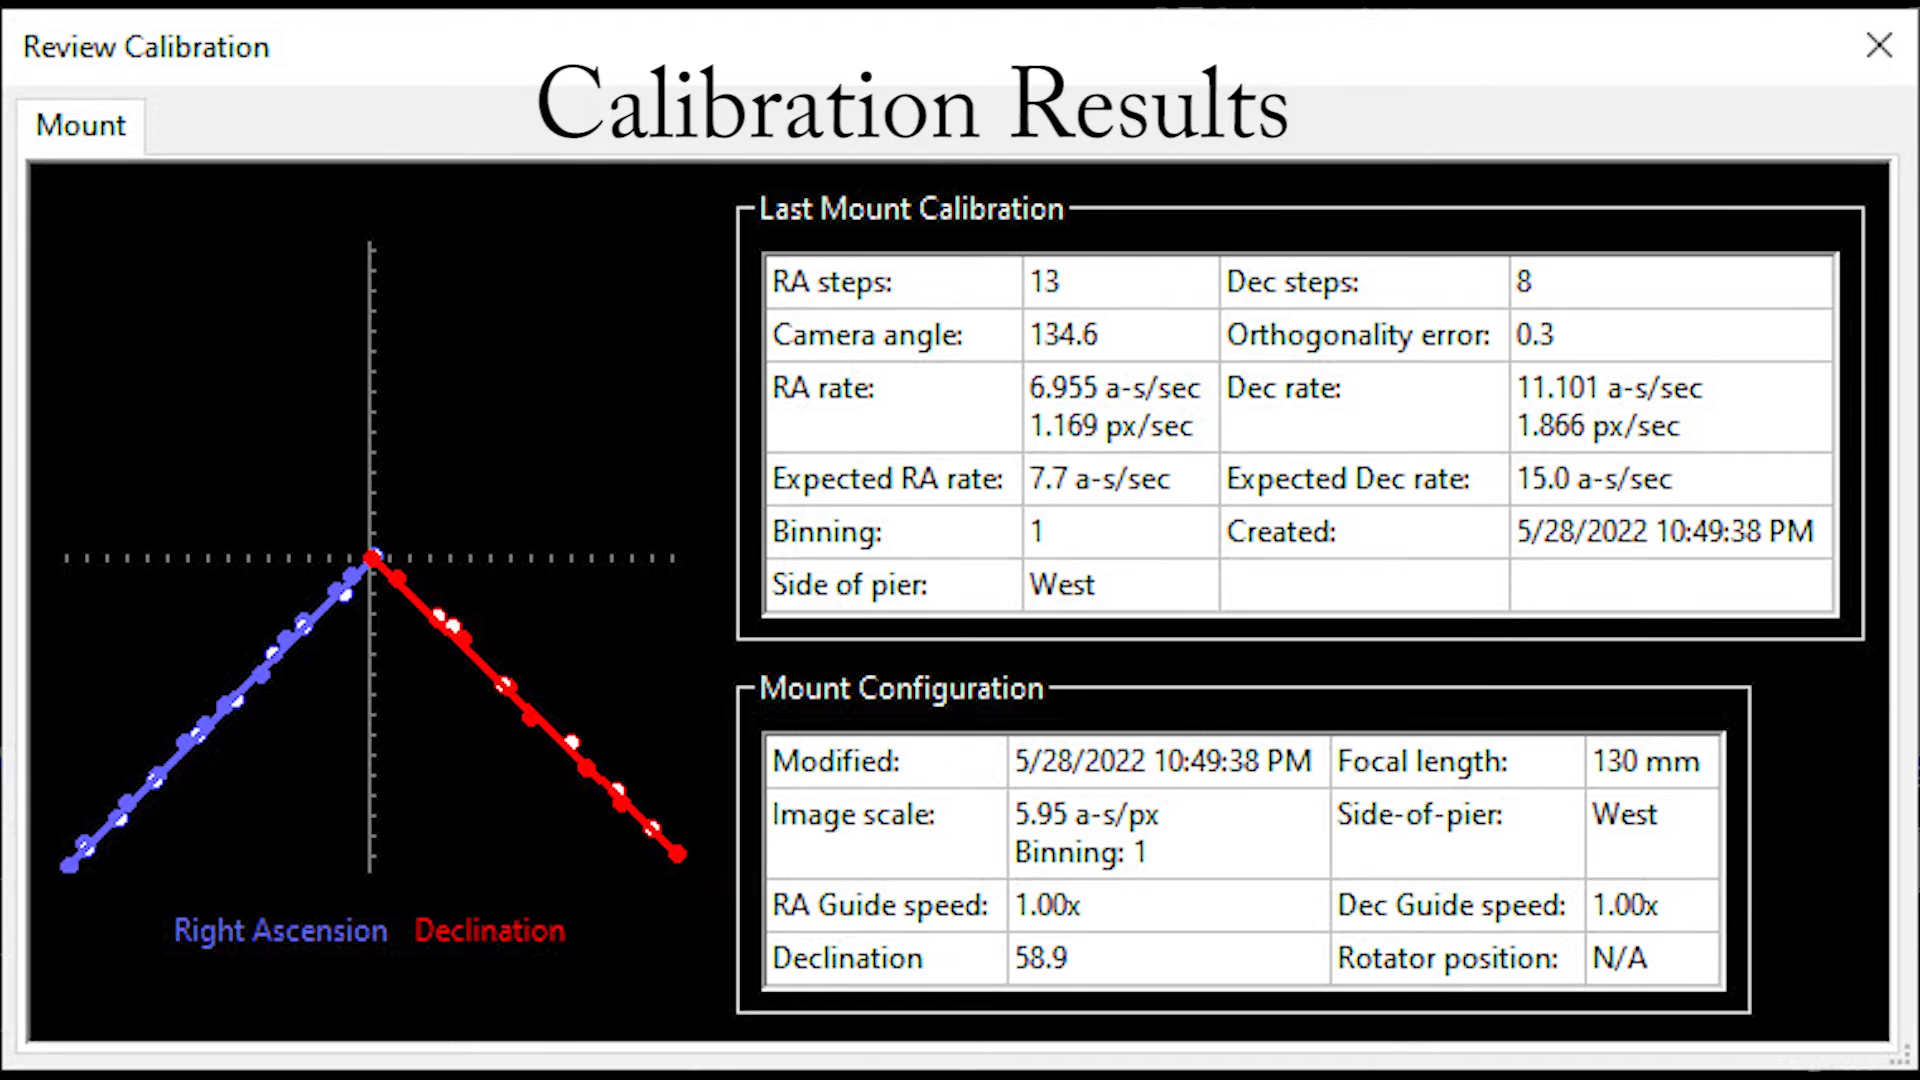 Review Calibration
Calibration Results
Mount
Last Mount Calibration
RA steps: 13 Dec steps: 8
Camera angle: 134.6 Orthogonality error: 0.3
RA rate: 6.955 a-s/sec Dec rate: 11.101 a-s/sec
1.169 px/sec 1.866 px/sec
Expected RA rate: 7.7 a-s/sec Expected Dec rate: 15.0 a-s/sec
Binning: 1 Created: 5/28/2022 10:49:38 PM
Side of pier: West
Right Ascension Declination
Mount Configuration
Modified: 5/28/2022 10:49:38 PM Focal length: 130 mm
Image scale: 5.95 a-s/px Side-of-pier: West
Binning: 1
RA Guide speed: 1.00x Dec Guide speed: 1.00x
Declination 58.9 Rotator position: N/A